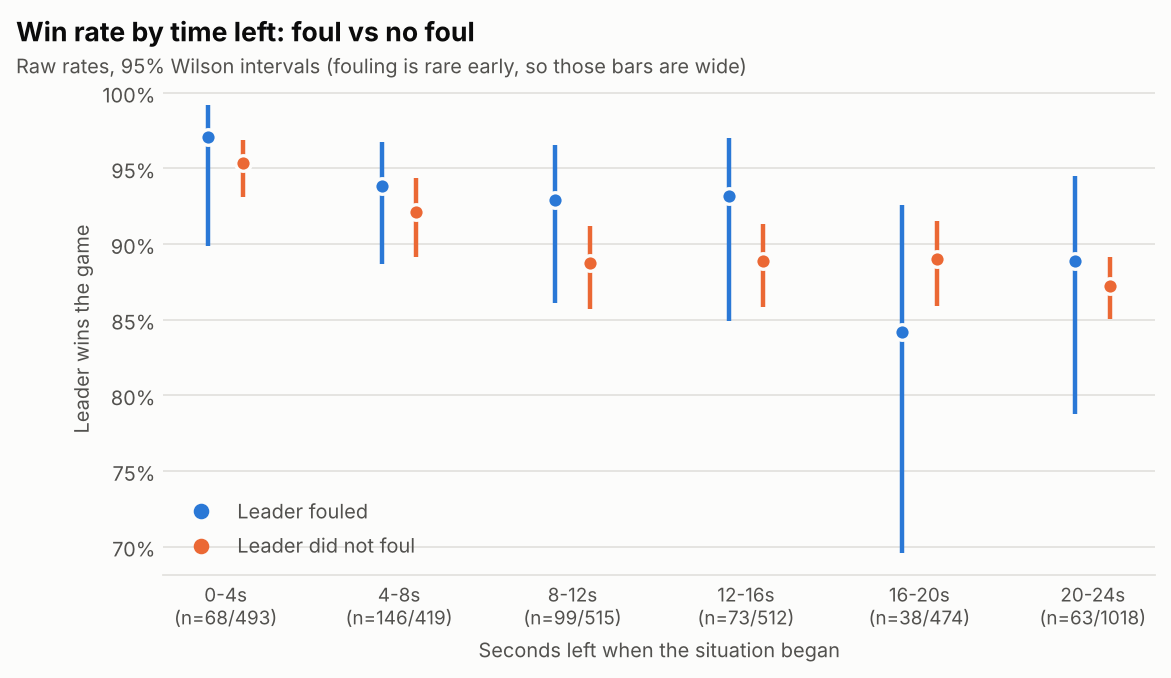 Win rate by time left: foul vs no foul
Raw rates, 95% Wilson intervals (fouling is rare early, so those bars are wide)
100%
95%
90%
85%
80%
75%
70%
Leader wins the game
Leader fouled
Leader did not foul
0-4s
(n=68/493)
4-8s
(n=146/419)
8-12s
(n=99/515)
12-16s
(n=73/512)
16-20s
(n=38/474)
20-24s
(n=63/1018)
Seconds left when the situation began